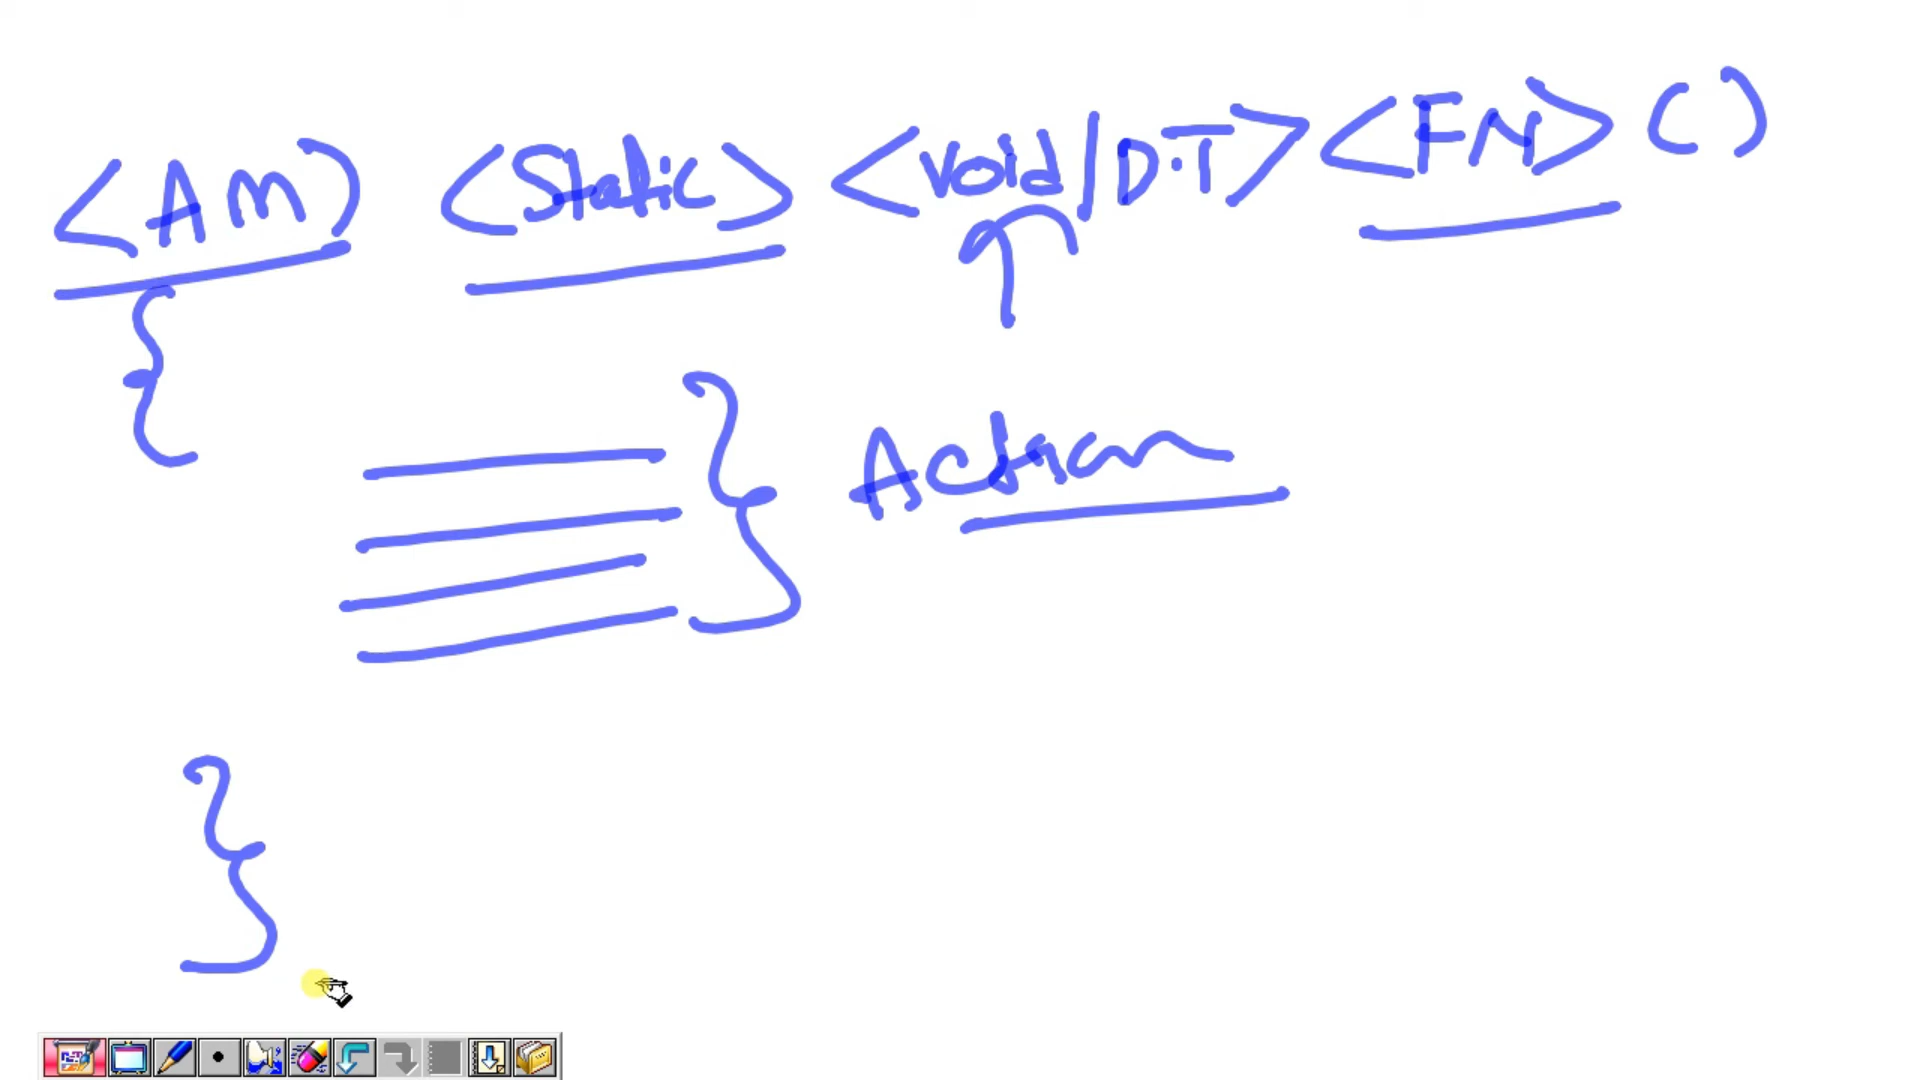 <AM> <Static> <void/D.T> <FN> ()
{
} Action
}